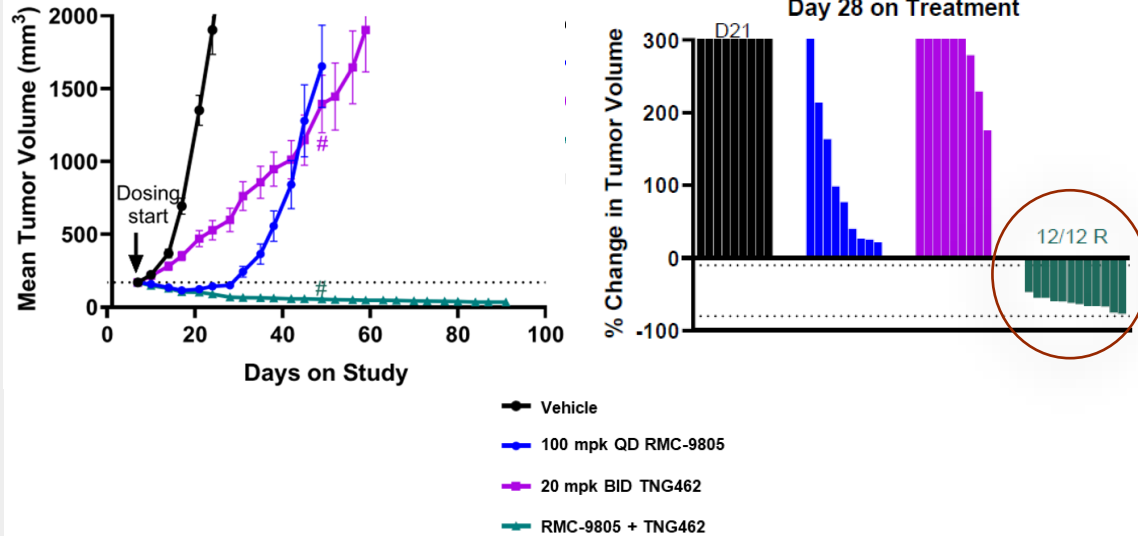 Mean Tumor Volume (mm³)
2000
1500
1000
500
0
Dosing
start
#
#
0 20 40 60 80 100
Days on Study
Day 28 on Treatment
% Change in Tumor Volume
300
200
100
0
-100
D21
12/12 R
Vehicle
100 mpk QD RMC-9805
20 mpk BID TNG462
RMC-9805 + TNG462